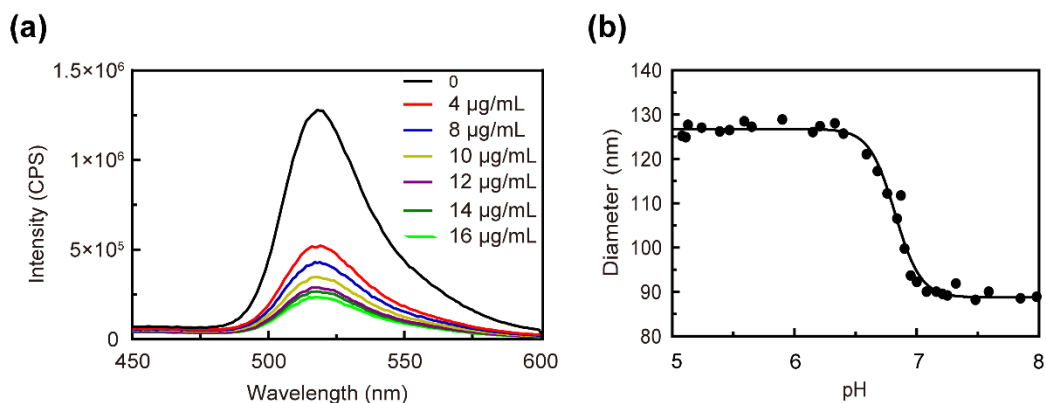 (a)
1.5×10⁶
1×10⁶
5×10⁵
0
450
500
550
600
Intensity (CPS)
Wavelength (nm)
0
4 µg/mL
8 µg/mL
10 µg/mL
12 µg/mL
14 µg/mL
16 µg/mL
(b)
140
130
120
110
100
90
80
5
6
7
8
Diameter (nm)
pH